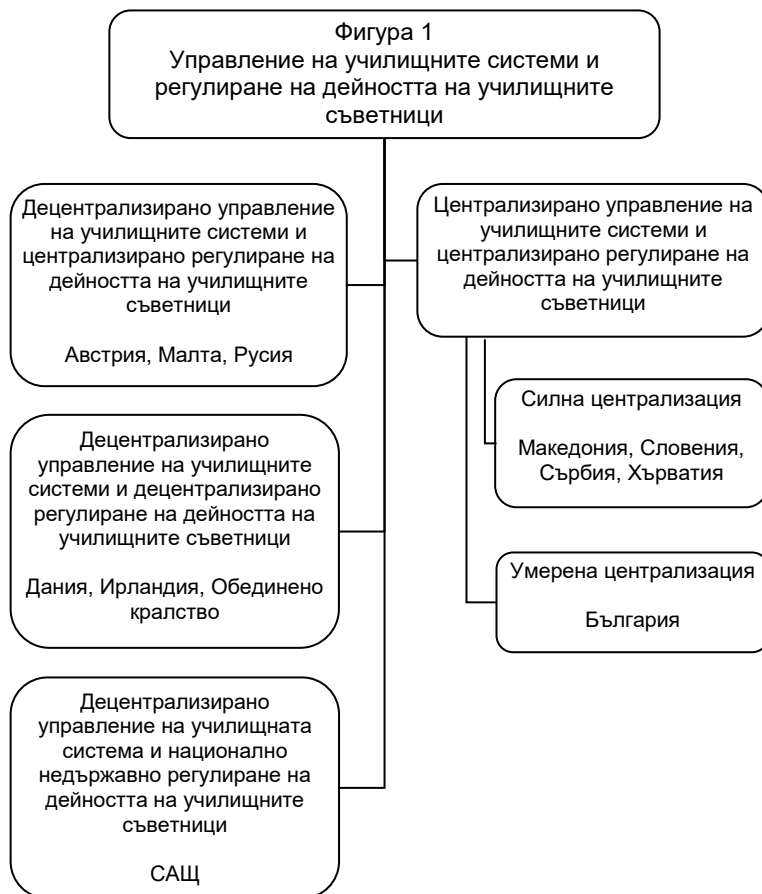 Фигура 1
Управление на училищните системи и
регулиране на дейността на училищните
съветници
Децентрализирано управление
на училищните системи и
централизирано регулиране на
дейността на училищните
съветници
Австрия, Малта, Русия
Централизирано управление на
училищните системи и
централизирано регулиране на
дейността на училищните
съветници
Силна централизация
Македония, Словения,
Сърбия, Хърватия
Децентрализирано
управление на училищните
системи и децентрализирано
регулиране на дейността на
училищните съветници
Дания, Ирландия, Обединено
кралство
Умерена централизация
България
Децентрализирано
управление на училищната
система и национално
недържавно регулиране на
дейността на училищните
съветници
САЩ